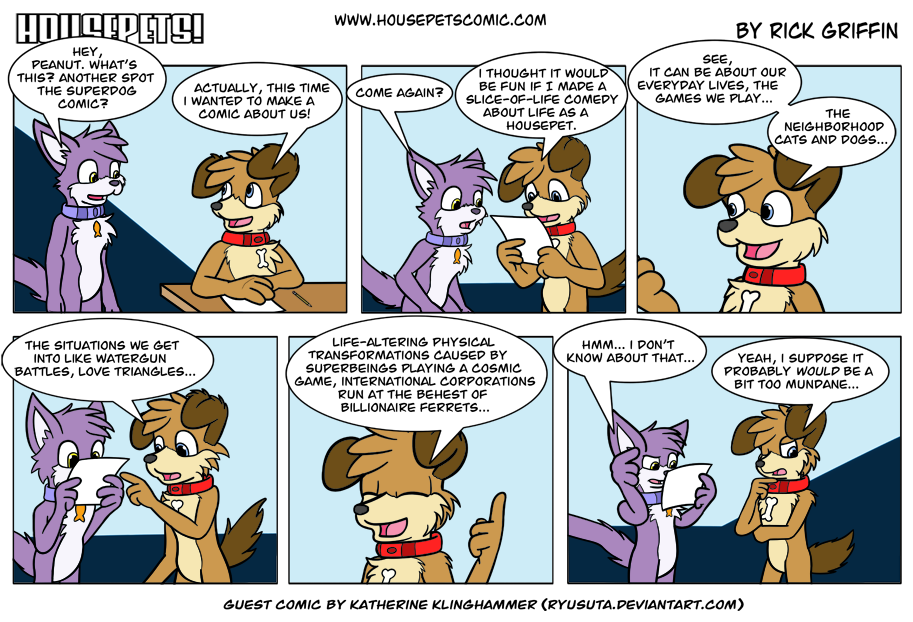 HOUSEPETS!
WWW.HOUSEPETSCOMIC.COM
BY RICK GRIFFIN
HEY,
PEANUT. WHAT'S
THIS? ANOTHER SPOT
THE SUPERDOG
COMIC?
ACTUALLY, THIS TIME
I WANTED TO MAKE A
COMIC ABOUT US!
COME AGAIN?
I THOUGHT IT WOULD
BE FUN IF I MADE A
SLICE-OF-LIFE COMEDY
ABOUT LIFE AS A
HOUSEPET.
SEE,
IT CAN BE ABOUT OUR
EVERYDAY LIVES, THE
GAMES WE PLAY...
THE
NEIGHBORHOOD
CATS AND DOGS...
THE SITUATIONS WE GET
INTO LIKE WATERGUN
BATTLES, LOVE TRIANGLES...
LIFE-ALTERING PHYSICAL
TRANSFORMATIONS CAUSED BY
SUPERBEINGS PLAYING A COSMIC
GAME, INTERNATIONAL CORPORATIONS
RUN AT THE BEHEST OF
BILLIONAIRE FERRETS...
HMM... I DON'T
KNOW ABOUT THAT...
YEAH, I SUPPOSE IT
PROBABLY WOULD BE A
BIT TOO MUNDANE...
GUEST COMIC BY KATHERINE KLINGHAMMER (RYUSUTA.DEVIANTART.COM)